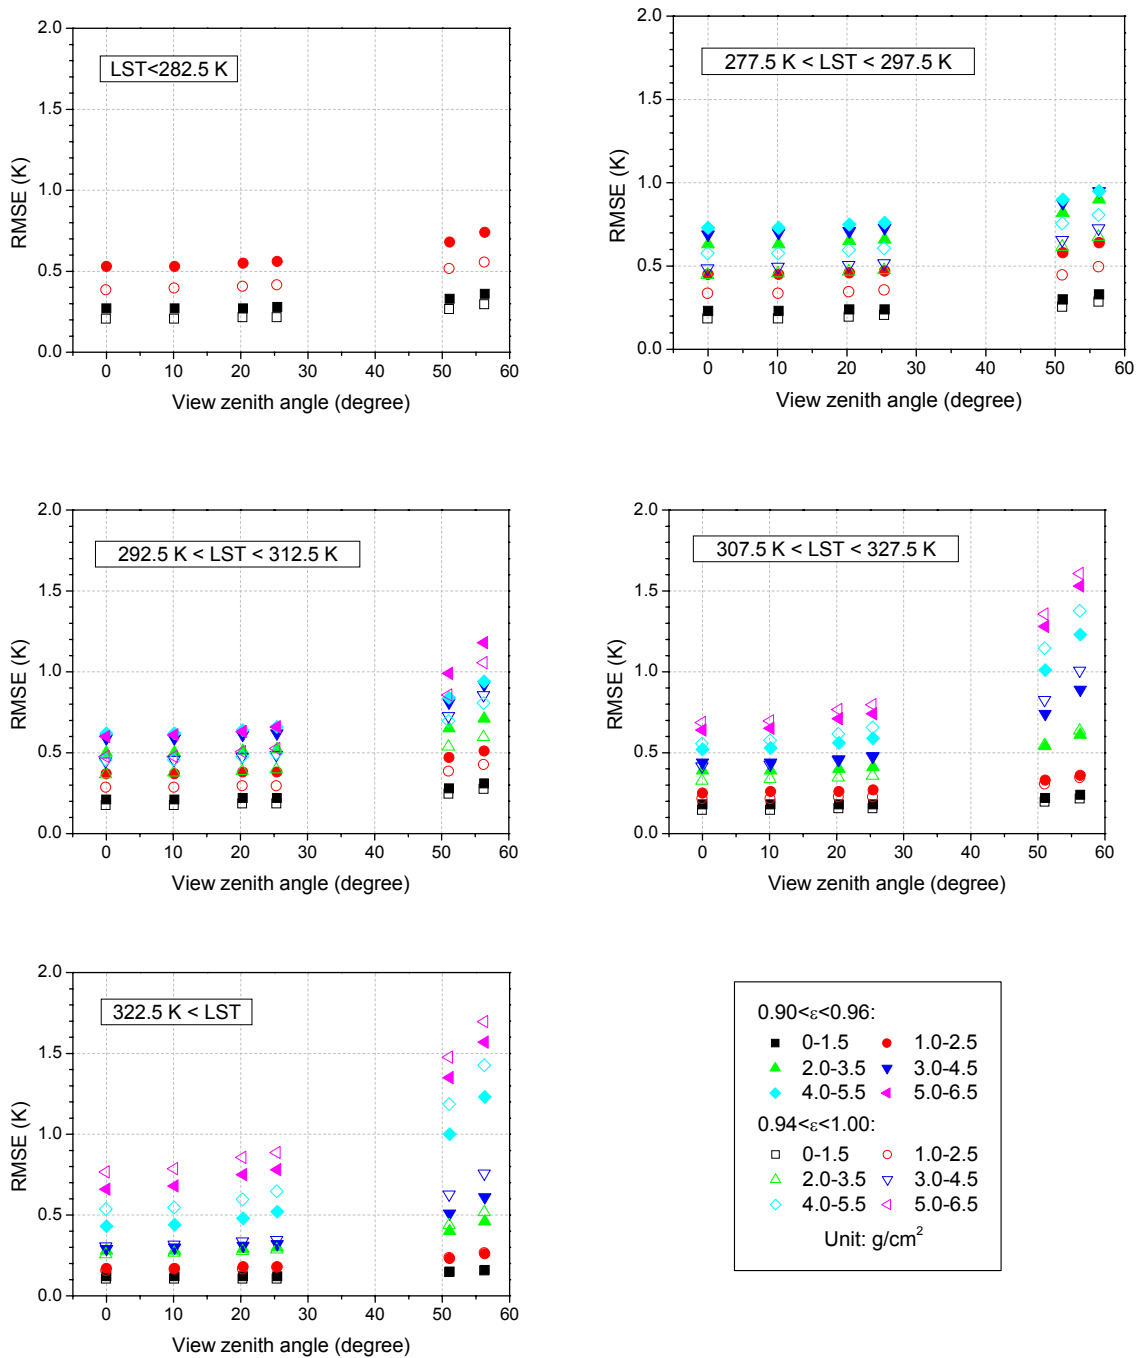 2.0
1.5
1.0
0.5
0.0
RMSE (K)
LST<282.5 K
0 10 20 30 40 50 60
View zenith angle (degree)
2.0
1.5
1.0
0.5
0.0
RMSE (K)
277.5 K < LST < 297.5 K
0 10 20 30 40 50 60
View zenith angle (degree)
2.0
1.5
1.0
0.5
0.0
RMSE (K)
292.5 K < LST < 312.5 K
0 10 20 30 40 50 60
View zenith angle (degree)
2.0
1.5
1.0
0.5
0.0
RMSE (K)
307.5 K < LST < 327.5 K
0 10 20 30 40 50 60
View zenith angle (degree)
2.0
1.5
1.0
0.5
0.0
RMSE (K)
322.5 K < LST
0 10 20 30 40 50 60
View zenith angle (degree)
0.90<ε<0.96:
0-1.5 1.0-2.5
2.0-3.5 3.0-4.5
4.0-5.5 5.0-6.5
0.94<ε<1.00:
0-1.5 1.0-2.5
2.0-3.5 3.0-4.5
4.0-5.5 5.0-6.5
Unit: g/cm²